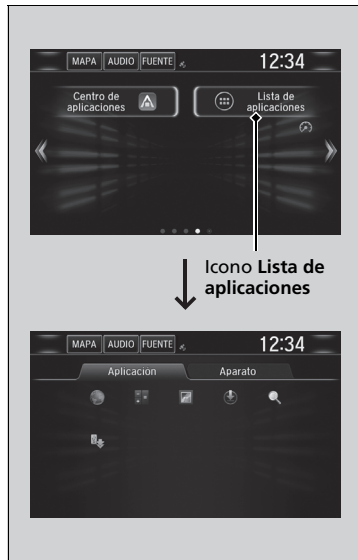 MAPA AUDIO FUENTE 12:34
Centro de
aplicaciones
Lista de
aplicaciones
Icono Lista de
aplicaciones
MAPA AUDIO FUENTE 12:34
Aplicacion Aparato